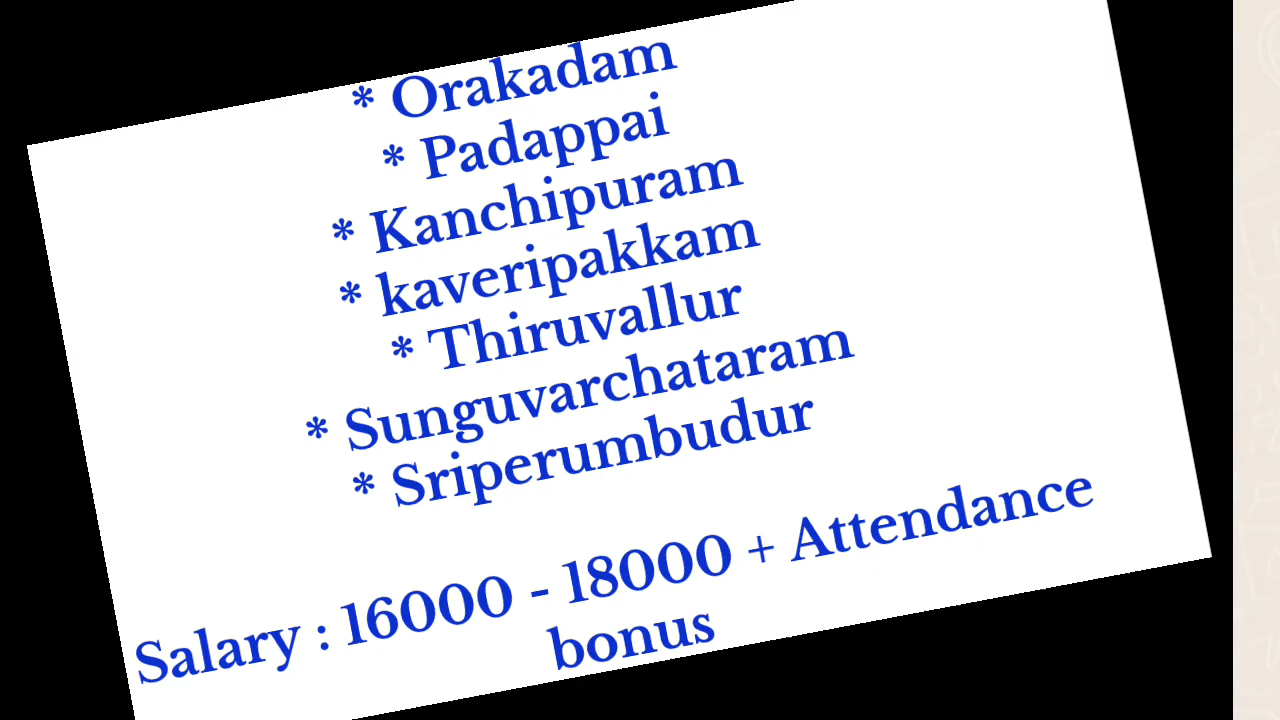 * Orakadam
* Padappai
* Kanchipuram
* kaveripakkam
* Thiruvallur
* Sunguvarchataram
* Sriperumbudur
Salary : 16000 - 18000 + Attendance
bonus